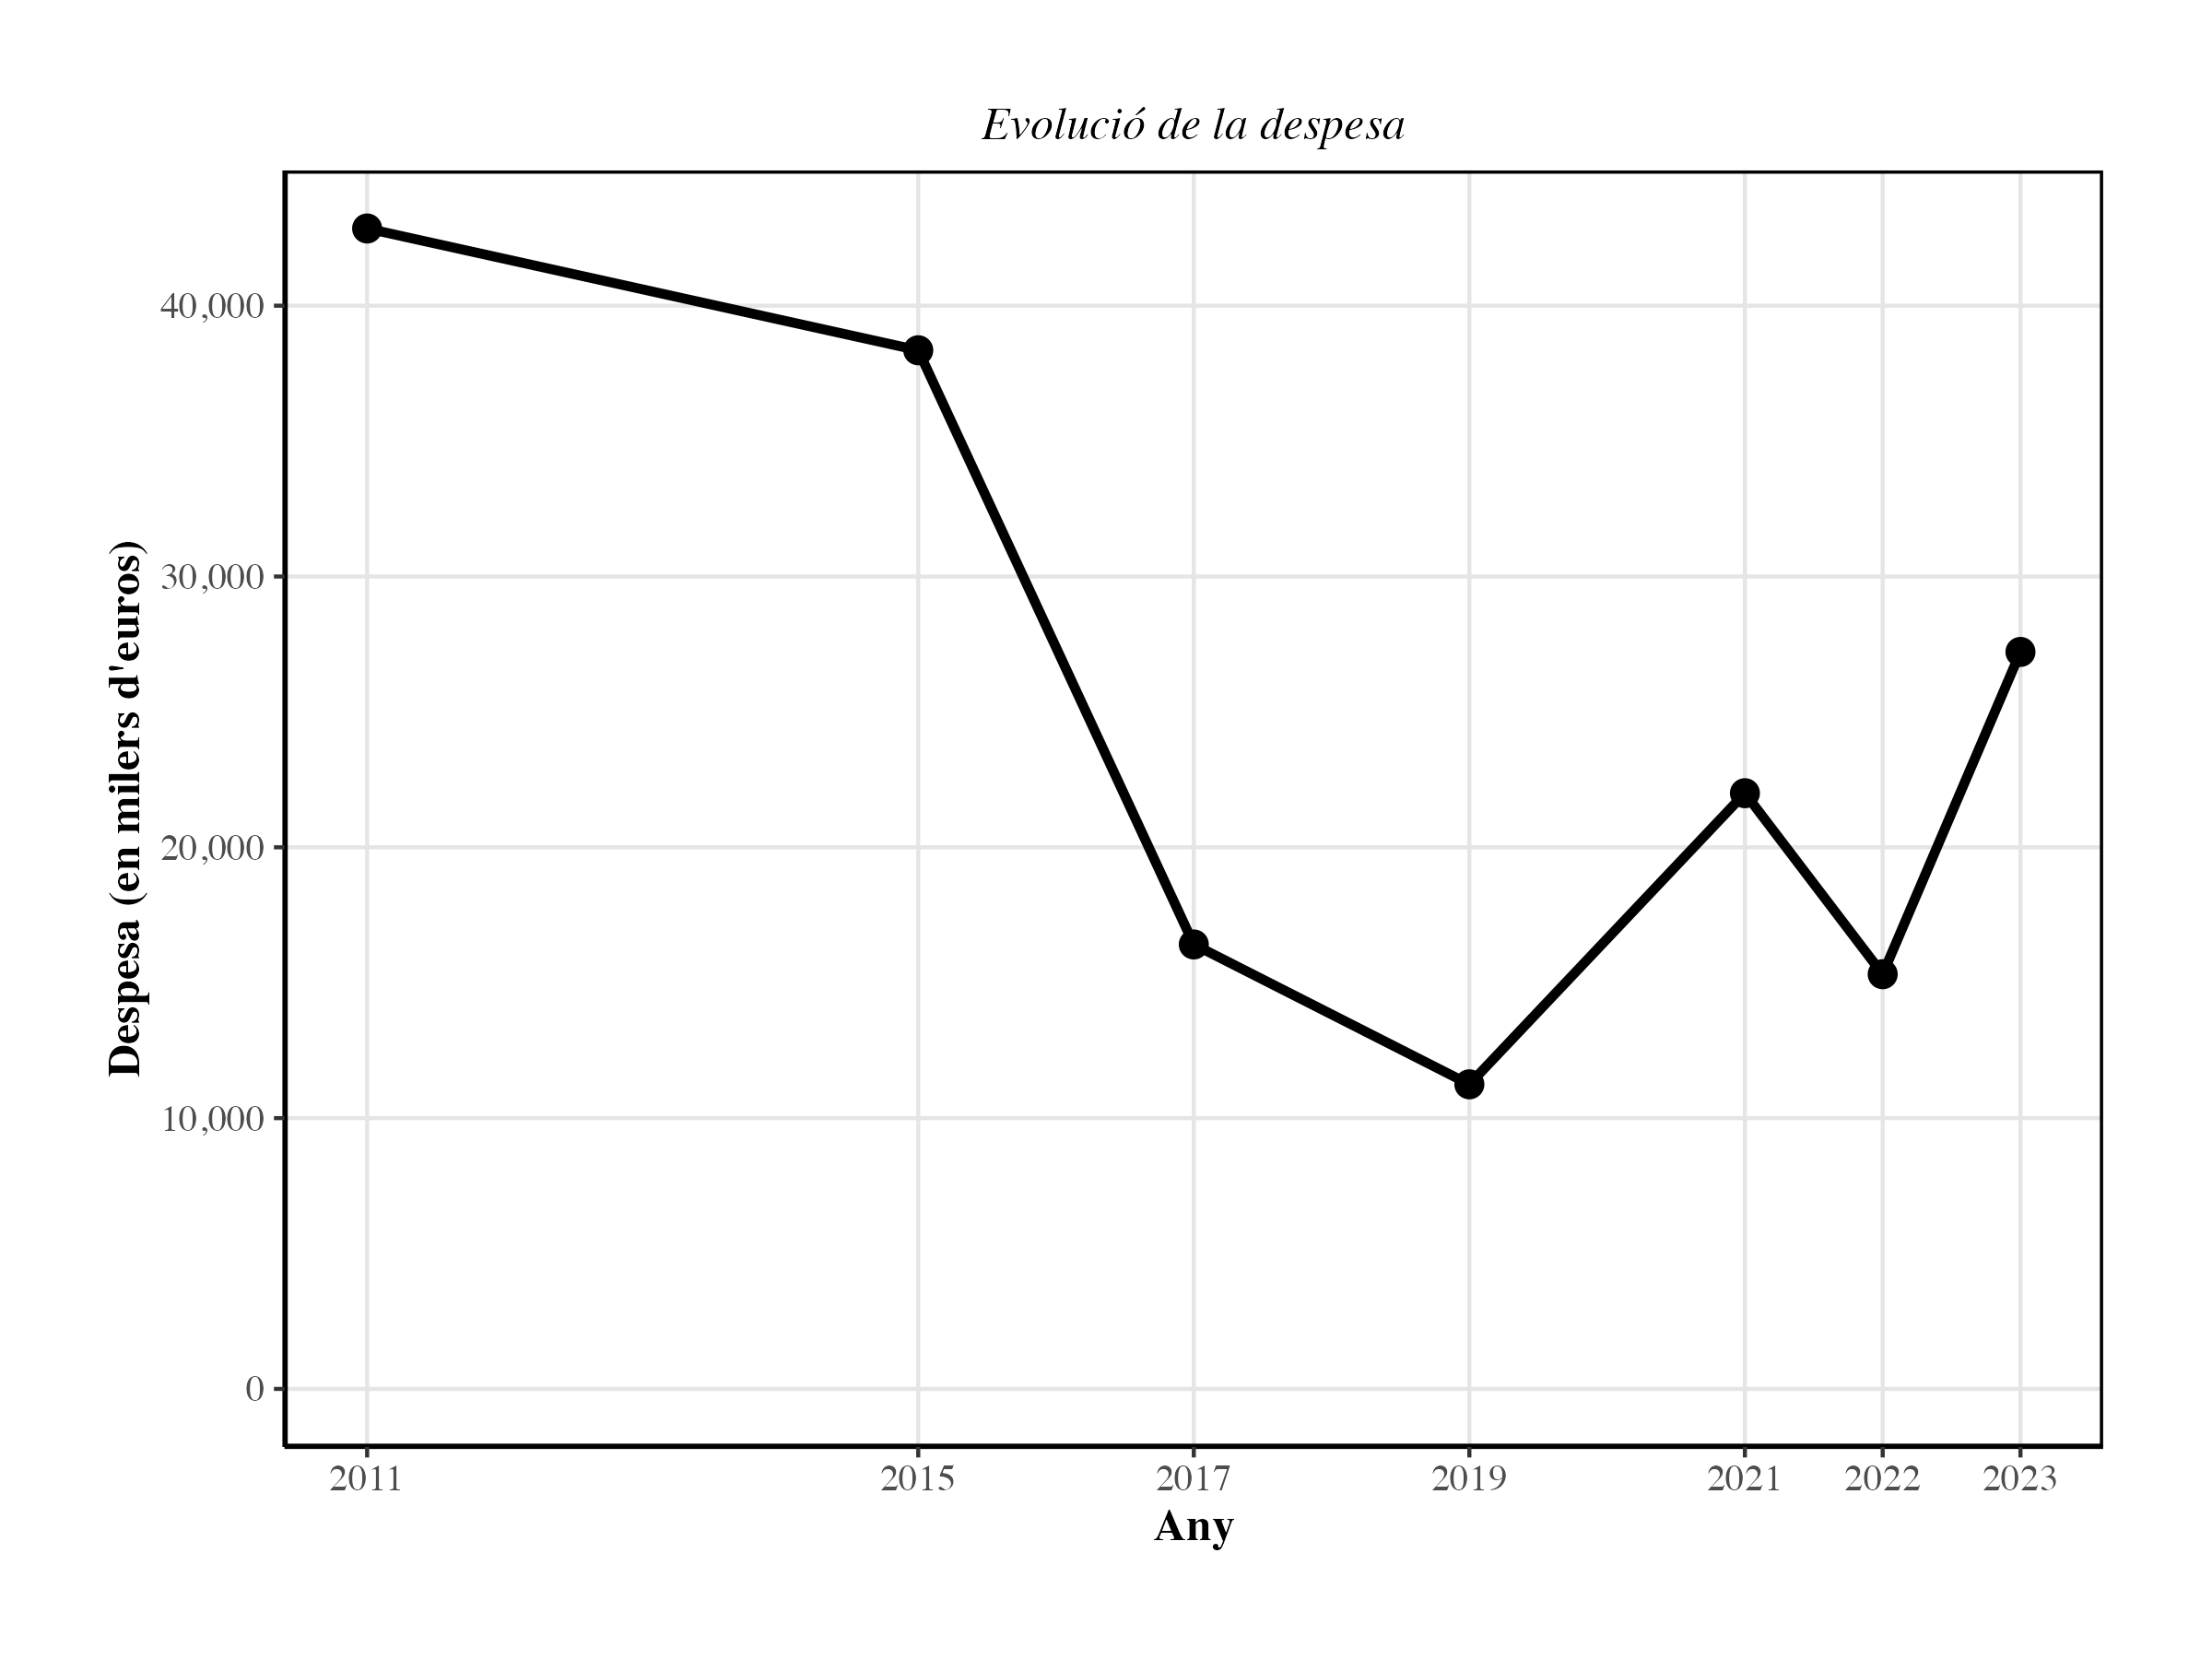 Evolució de la despesa
Despesa (en milers d'euros)
40,000
30,000
20,000
10,000
0
2011 2015 2017 2019 2021 2022 2023
Any